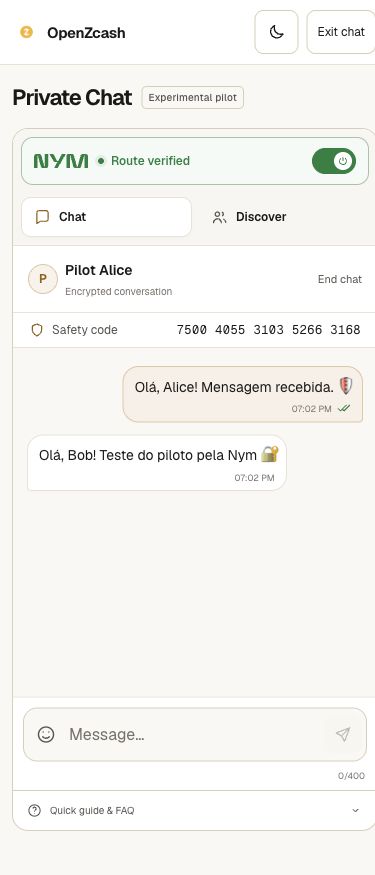 OpenZcash
Exit chat
Private Chat
Experimental pilot
NYM
Route verified
Chat
Discover
P
Pilot Alice
Encrypted conversation
End chat
Safety code
7500 4055 3103 5266 3168
Olá, Alice! Mensagem recebida. 🛡️
07:02 PM
Olá, Bob! Teste do piloto pela Nym 🔐
07:02 PM
Message...
0/400
Quick guide & FAQ